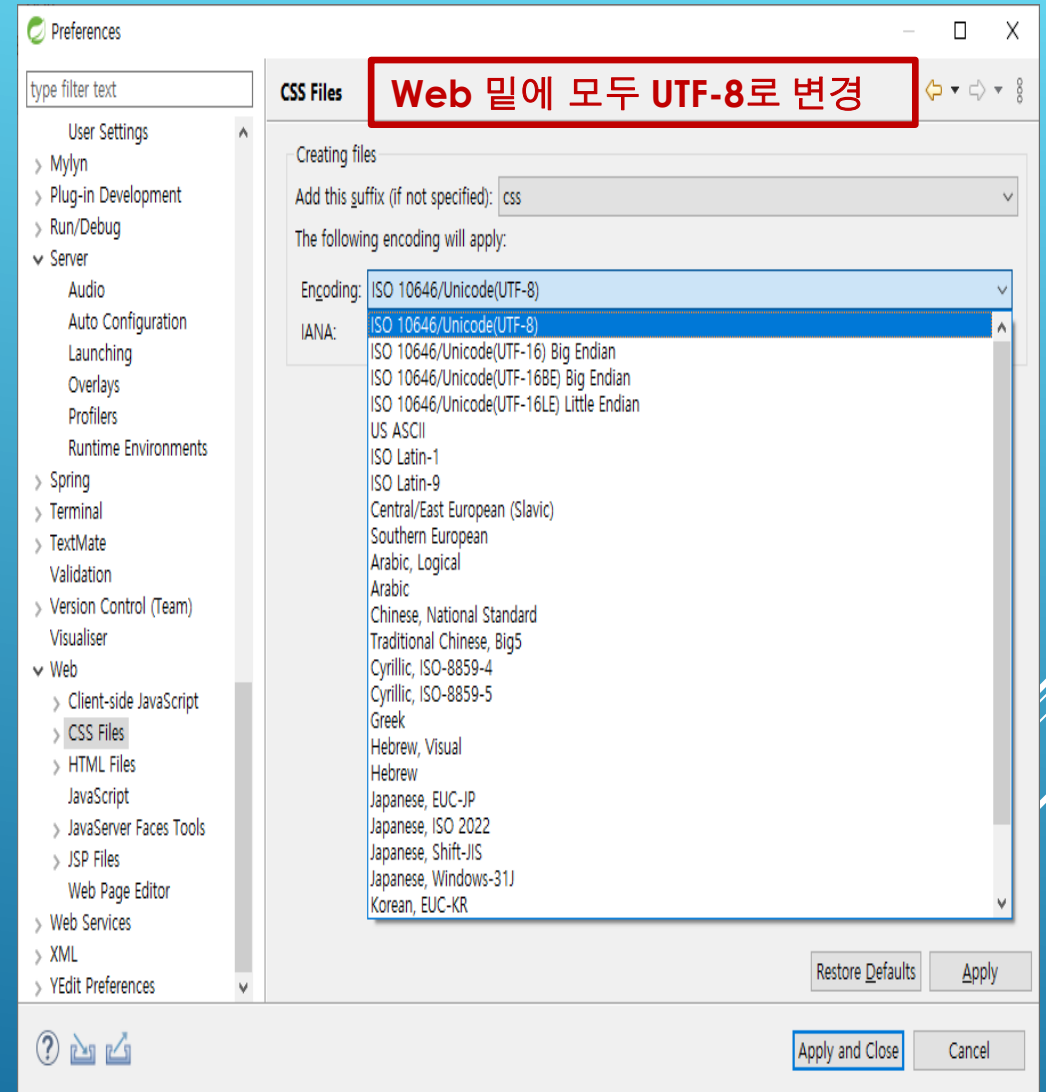 Preferences
type filter text
User Settings
Mylyn
Plug-in Development
Run/Debug
Server
Audio
Auto Configuration
Launching
Overlays
Profilers
Runtime Environments
Spring
Terminal
TextMate
Validation
Version Control (Team)
Visualiser
Web
Client-side JavaScript
CSS Files
HTML Files
JavaScript
JavaServer Faces Tools
JSP Files
Web Page Editor
Web Services
XML
YEdit Preferences
CSS Files
Web 밑에 모두 UTF-8로 변경
Creating files
Add this suffix (if not specified): css
The following encoding will apply:
Encoding: ISO 10646/Unicode(UTF-8)
IANA:
ISO 10646/Unicode(UTF-8)
ISO 10646/Unicode(UTF-16) Big Endian
ISO 10646/Unicode(UTF-16BE) Big Endian
ISO 10646/Unicode(UTF-16LE) Little Endian
US ASCII
ISO Latin-1
ISO Latin-9
Central/East European (Slavic)
Southern European
Arabic, Logical
Arabic
Chinese, National Standard
Traditional Chinese, Big5
Cyrillic, ISO-8859-4
Cyrillic, ISO-8859-5
Greek
Hebrew, Visual
Hebrew
Japanese, EUC-JP
Japanese, ISO 2022
Japanese, Shift-JIS
Japanese, Windows-31J
Korean, EUC-KR
Restore Defaults Apply
Apply and Close Cancel